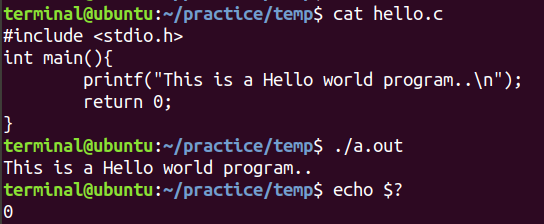 terminal@ubuntu:~/practice/temp$ cat hello.c
#include <stdio.h>
int main(){
        printf("This is a Hello world program..\n");
        return 0;
}
terminal@ubuntu:~/practice/temp$ ./a.out
This is a Hello world program..
terminal@ubuntu:~/practice/temp$ echo $?
0